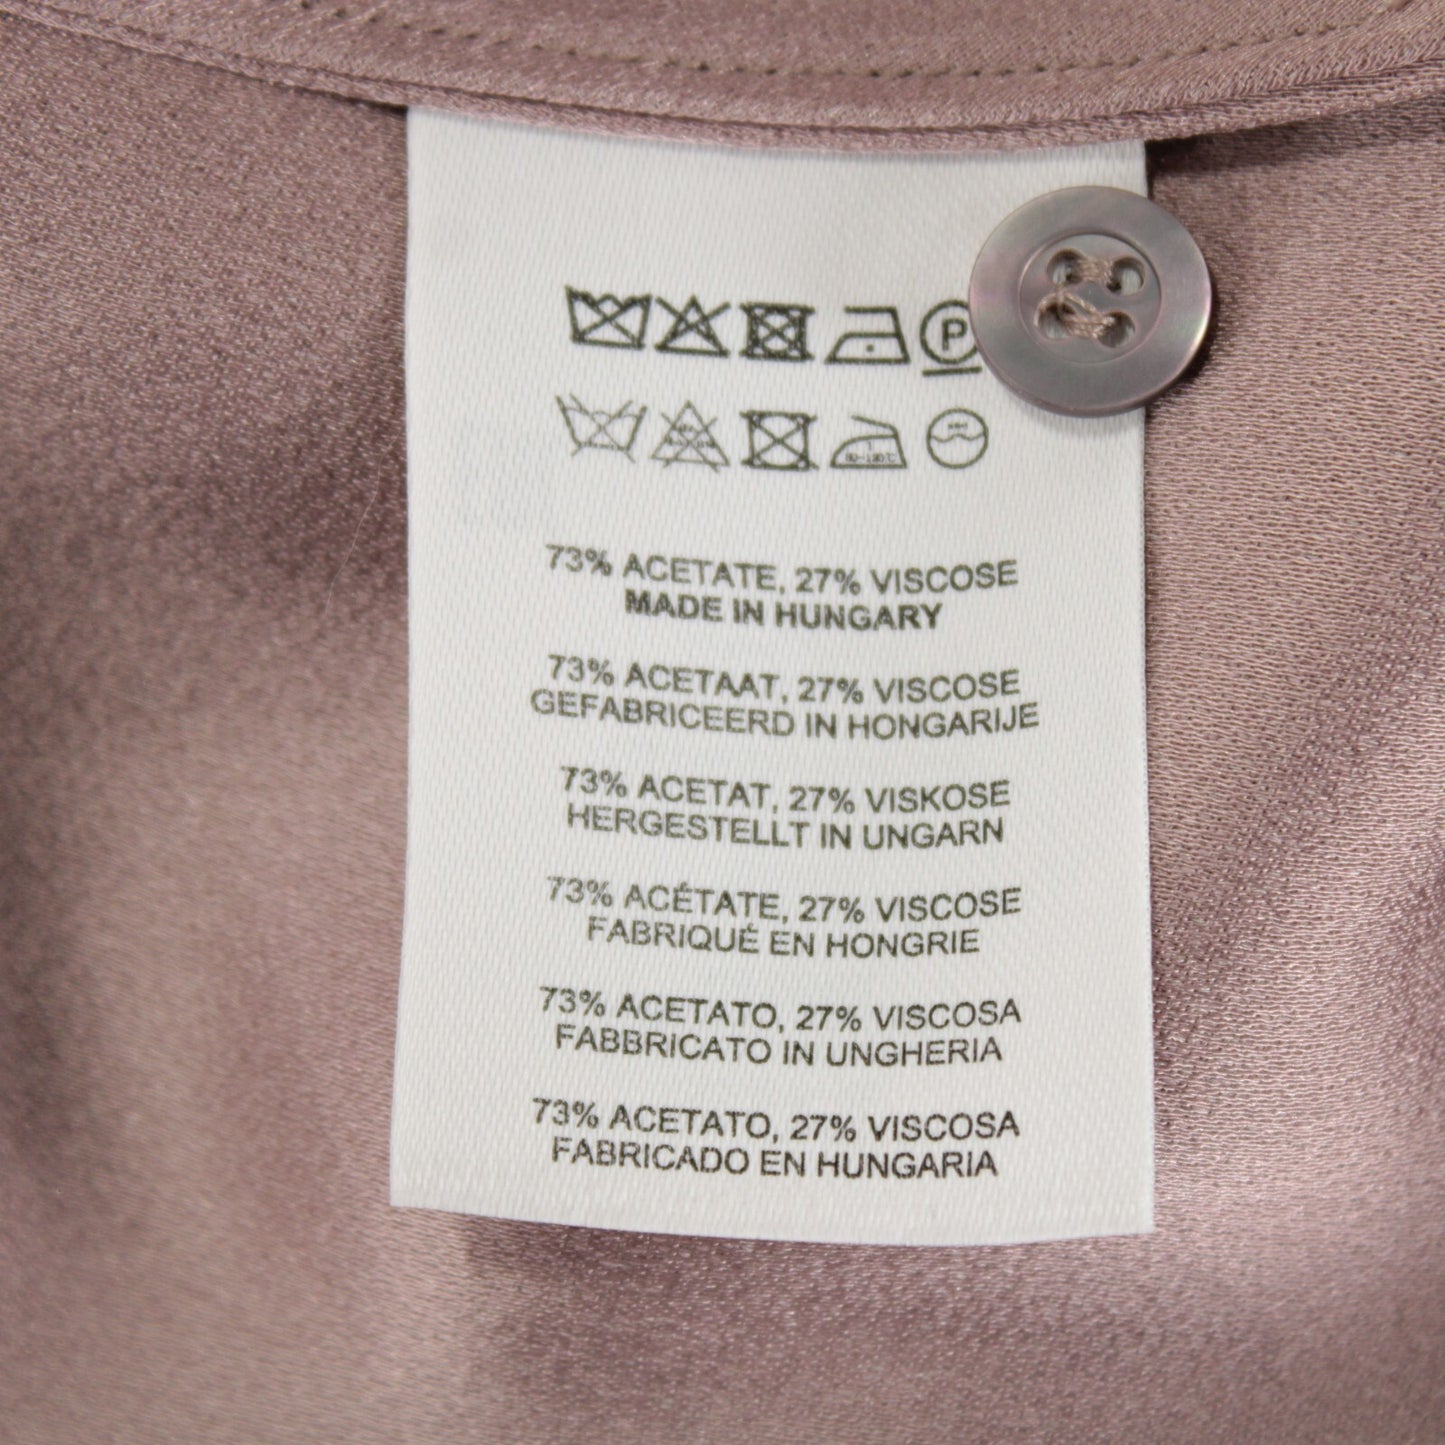 P
73% ACETATE, 27% VISCOSE
MADE IN HUNGARY
73% ACETAAT, 27% VISCOSE
GEFABRICEERD IN HONGARIJE
73% ACETAT, 27% VISKOSE
HERGESTELLT IN UNGARN
73% ACÉTATE, 27% VISCOSE
FABRIQUÉ EN HONGRIE
73% ACETATO, 27% VISCOSA
FABBRICATO IN UNGHERIA
73% ACETATO, 27% VISCOSA
FABRICADO EN HUNGARIA